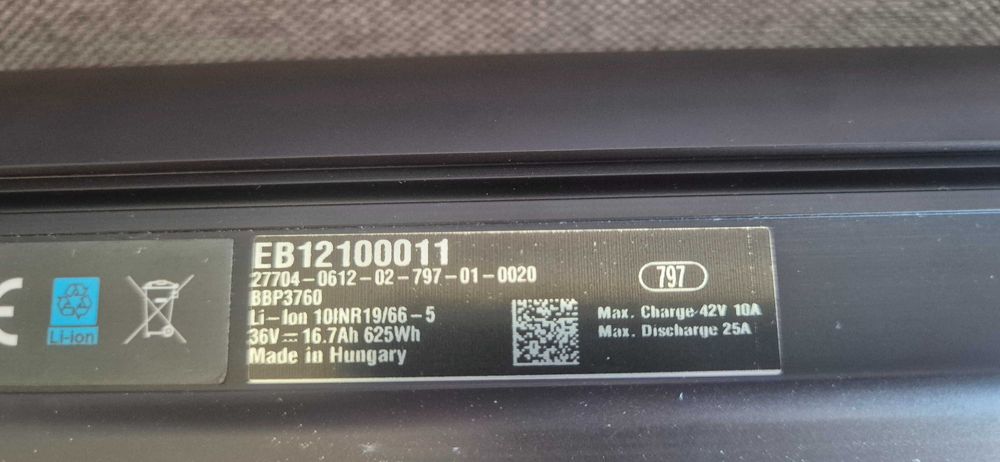 CE
Li-ion
EB12100011
27704-0612-02-797-01-0020
BBP3760
Li-Ion 10INR19/66-5
36V⎓16.7Ah 625Wh
Made in Hungary
797
Max. Charge 42V 10A
Max. Discharge 25A